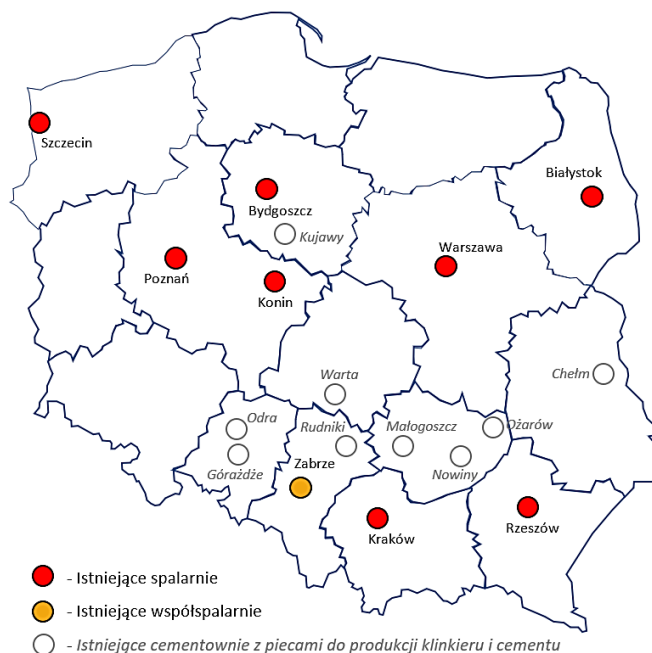 Szczecin
Białystok
Bydgoszcz
Kujawy
Warszawa
Poznań
Konin
Chełm
Warta
Odra
Rudniki
Małogoszcz
Ożarów
Górażdże
Zabrze
Nowiny
Kraków
Rzeszów
- Istniejące spalarnie
- Istniejące współspalarnie
- Istniejące cementownie z piecami do produkcji klinkieru i cementu